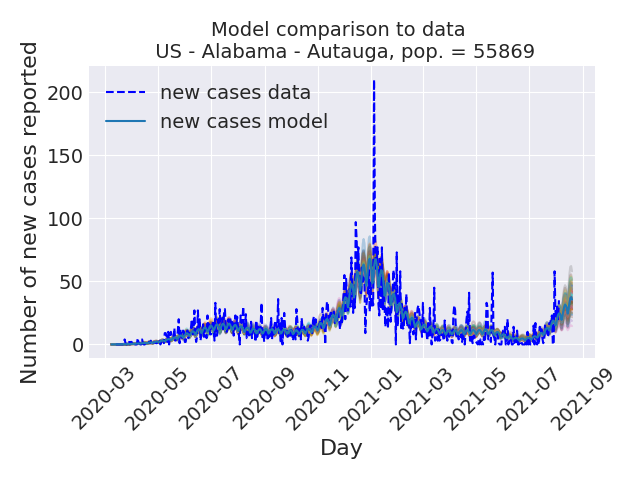 Model comparison to data
US - Alabama - Autauga, pop. = 55869
Number of new cases reported
200
150
100
50
0
new cases data
new cases model
2020-03
2020-05
2020-07
2020-09
2020-11
2021-01
2021-03
2021-05
2021-07
2021-09
Day